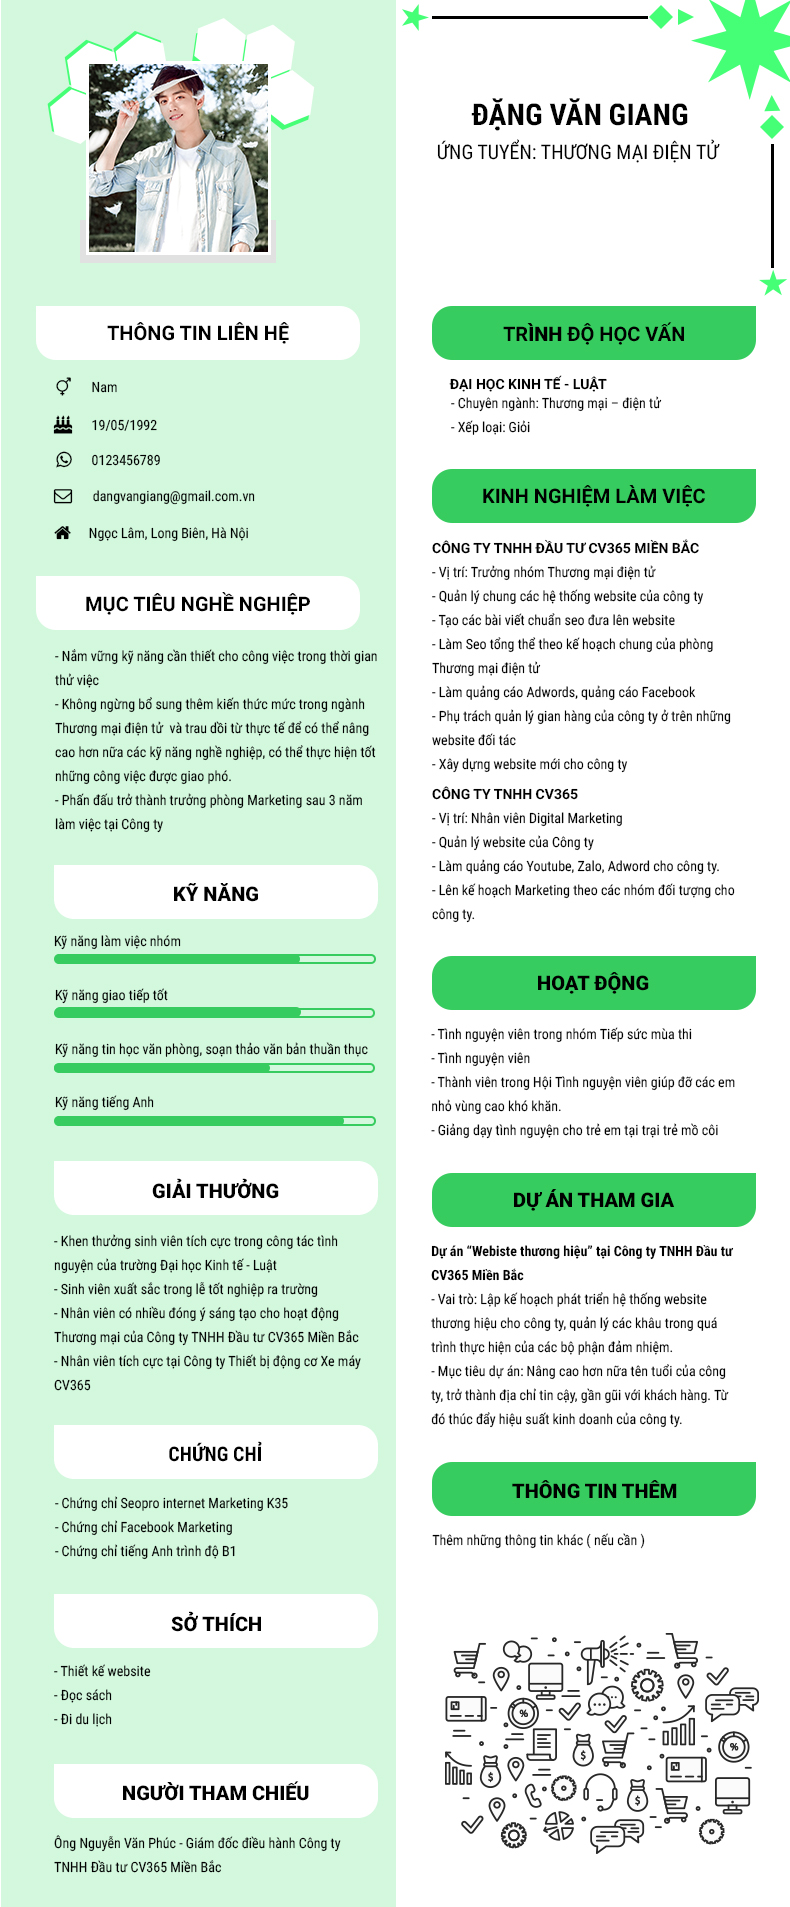 ĐẶNG VĂN GIANG
ỨNG TUYỂN: THƯƠNG MẠI ĐIỆN TỬ
THÔNG TIN LIÊN HỆ
Nam
19/05/1992
0123456789
dangvangiang@gmail.com.vn
Ngọc Lâm, Long Biên, Hà Nội
MỤC TIÊU NGHỀ NGHIỆP
- Nắm vững kỹ năng cần thiết cho công việc trong thời gian
thử việc
- Không ngừng bổ sung thêm kiến thức mức trong ngành
Thương mại điện tử và trau dồi từ thực tế để có thể nâng
cao hơn nữa các kỹ năng nghề nghiệp, có thể thực hiện tốt
những công việc được giao phó.
- Phấn đấu trở thành trưởng phòng Marketing sau 3 năm
làm việc tại Công ty
KỸ NĂNG
Kỹ năng làm việc nhóm
Kỹ năng giao tiếp tốt
Kỹ năng tin học văn phòng, soạn thảo văn bản thuần thục
Kỹ năng tiếng Anh
GIẢI THƯỞNG
- Khen thưởng sinh viên tích cực trong công tác tình
nguyện của trường Đại học Kinh tế - Luật
- Sinh viên xuất sắc trong lễ tốt nghiệp ra trường
- Nhân viên có nhiều đóng ý sáng tạo cho hoạt động
Thương mại của Công ty TNHH Đầu tư CV365 Miền Bắc
- Nhân viên tích cực tại Công ty Thiết bị động cơ Xe máy
CV365
CHỨNG CHỈ
- Chứng chỉ Seopro internet Marketing K35
- Chứng chỉ Facebook Marketing
- Chứng chỉ tiếng Anh trình độ B1
SỞ THÍCH
- Thiết kế website
- Đọc sách
- Đi du lịch
NGƯỜI THAM CHIẾU
Ông Nguyễn Văn Phúc - Giám đốc điều hành Công ty
TNHH Đầu tư CV365 Miền Bắc
TRÌNH ĐỘ HỌC VẤN
ĐẠI HỌC KINH TẾ - LUẬT
- Chuyên ngành: Thương mại – điện tử
- Xếp loại: Giỏi
KINH NGHIỆM LÀM VIỆC
CÔNG TY TNHH ĐẦU TƯ CV365 MIỀN BẮC
- Vị trí: Trưởng nhóm Thương mại điện tử
- Quản lý chung các hệ thống website của công ty
- Tạo các bài viết chuẩn seo đưa lên website
- Làm Seo tổng thể theo kế hoạch chung của phòng
Thương mại điện tử
- Làm quảng cáo Adwords, quảng cáo Facebook
- Phụ trách quản lý gian hàng của công ty ở trên những
website đối tác
- Xây dựng website mới cho công ty
CÔNG TY TNHH CV365
- Vị trí: Nhân viên Digital Marketing
- Quản lý website của Công ty
- Làm quảng cáo Youtube, Zalo, Adword cho công ty.
- Lên kế hoạch Marketing theo các nhóm đối tượng cho
công ty.
HOẠT ĐỘNG
- Tình nguyện viên trong nhóm Tiếp sức mùa thi
- Tình nguyện viên
- Thành viên trong Hội Tình nguyện viên giúp đỡ các em
nhỏ vùng cao khó khăn.
- Giảng dạy tình nguyện cho trẻ em tại trại trẻ mồ côi
DỰ ÁN THAM GIA
Dự án “Webiste thương hiệu” tại Công ty TNHH Đầu tư
CV365 Miền Bắc
- Vai trò: Lập kế hoạch phát triển hệ thống website
thương hiệu cho công ty, quản lý các khâu trong quá
trình thực hiện của các bộ phận đảm nhiệm.
- Mục tiêu dự án: Nâng cao hơn nữa tên tuổi của công
ty, trở thành địa chỉ tin cậy, gần gũi với khách hàng. Từ
đó thúc đẩy hiệu suất kinh doanh của công ty.
THÔNG TIN THÊM
Thêm những thông tin khác ( nếu cần )